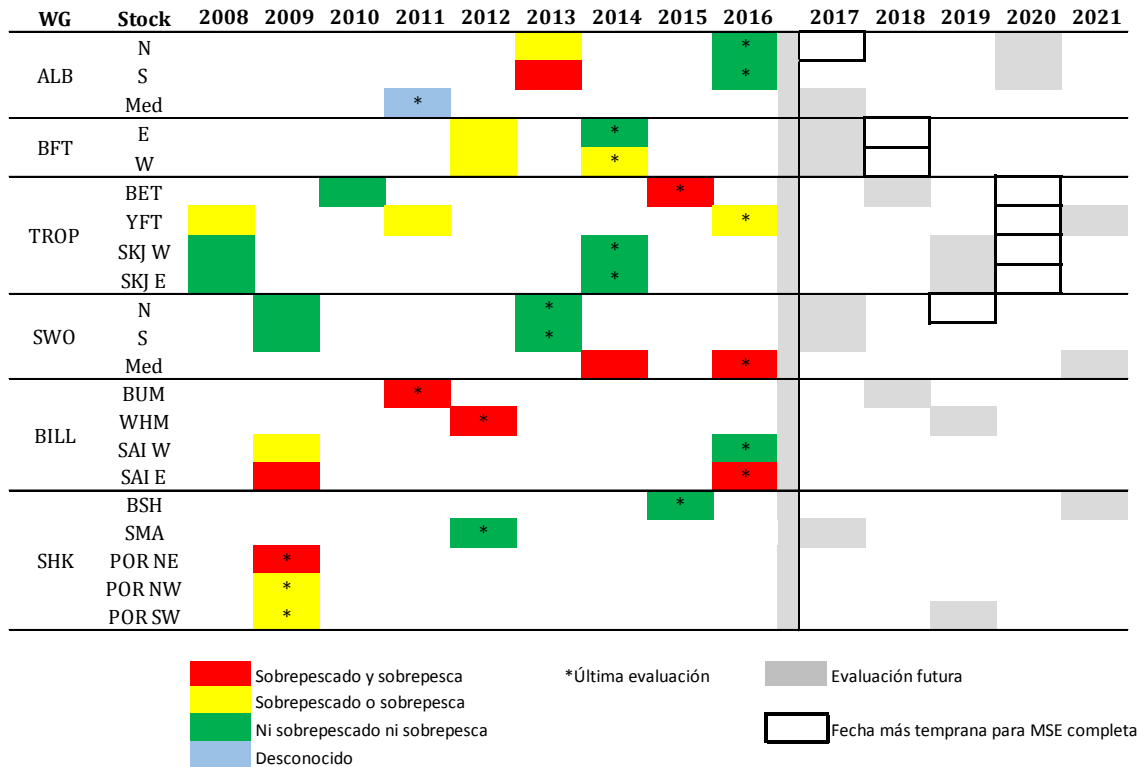 WG Stock 2008 2009 2010 2011 2012 2013 2014 2015 2016 2017 2018 2019 2020 2021
N *
ALB S *
Med *
BFT E *
W *
BET *
YFT *
TROP
SKJ W *
SKJ E *
N *
SWO S *
Med *
BUM *
WHM *
BILL
SAI W *
SAI E *
BSH *
SMA *
SHK POR NE *
POR NW *
POR SW *
Sobrepescado y sobrepesca *Última evaluación Evaluación futura
Sobrepescado o sobrepesca
Ni sobrepescado ni sobrepesca Fecha más temprana para MSE completa
Desconocido